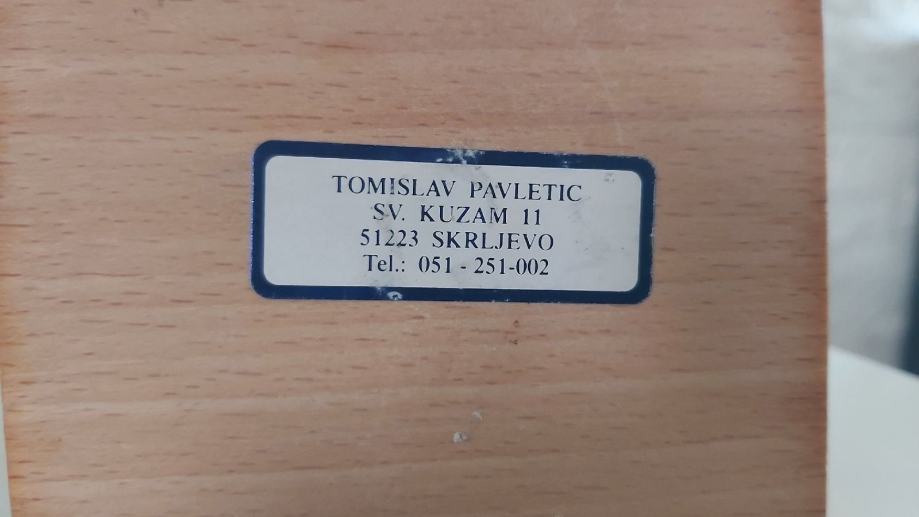 TOMISLAV PAVLETIC
SV. KUZAM 11
51223 SKRLJEVO
Tel.: 051 - 251-002